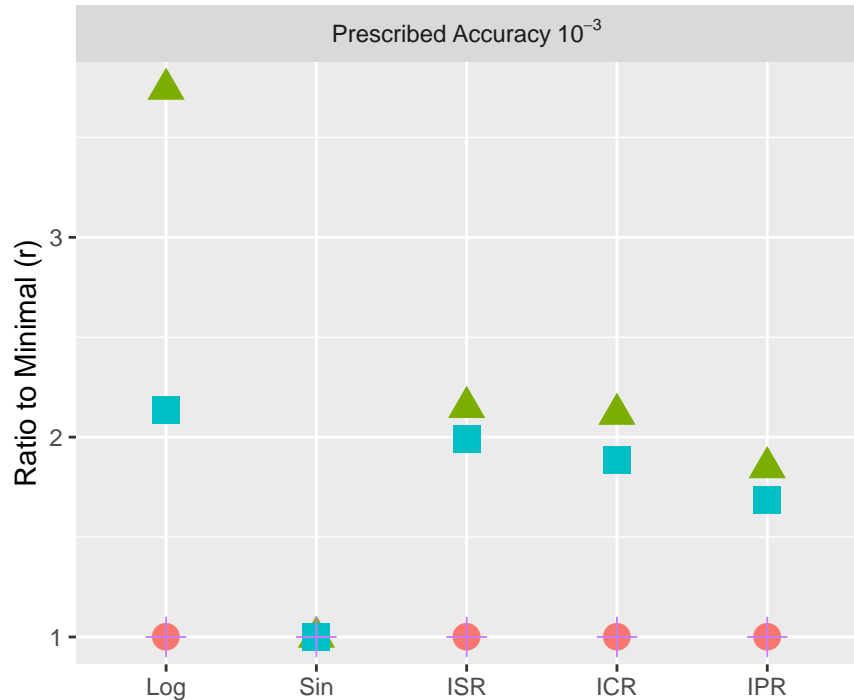 Prescribed Accuracy 10⁻³
Ratio to Minimal (r)
3
2
1
Log Sin ISR ICR IPR